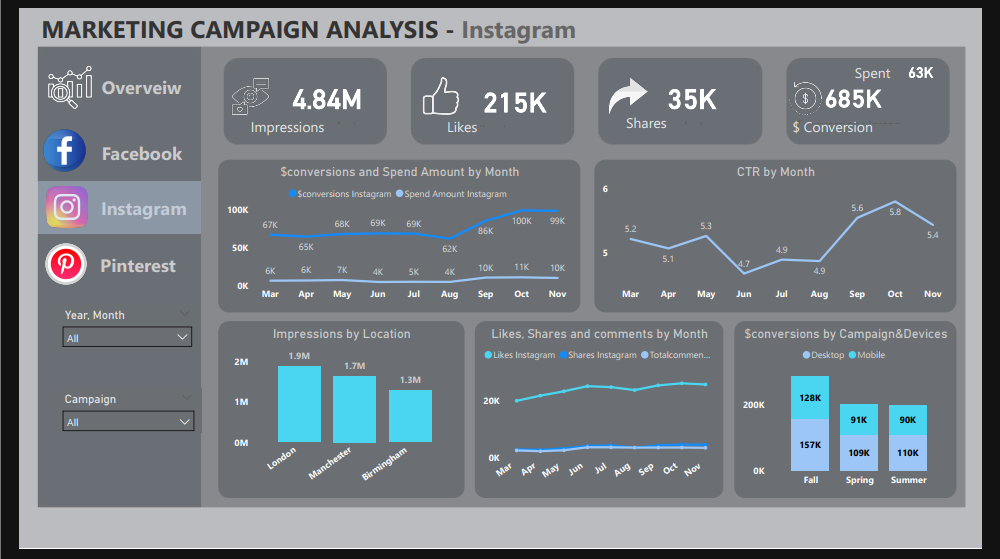 MARKETING CAMPAIGN ANALYSIS - Instagram
Overveiw
Facebook
Instagram
Pinterest
Year, Month
All
Campaign
All
4.84M
Impressions
215K
Likes
35K
Shares
Spent 63K
685K
$ Conversion
$conversions and Spend Amount by Month
$conversions Instagram Spend Amount Instagram
100K
50K
0K
67K 65K 68K 69K 69K 62K 86K 100K 99K
6K 6K 7K 4K 5K 4K 10K 11K 10K
Mar Apr May Jun Jul Aug Sep Oct Nov
CTR by Month
6
5
5.2 5.1 5.3 4.7 4.9 4.9 5.6 5.8 5.4
Mar Apr May Jun Jul Aug Sep Oct Nov
Impressions by Location
2M
1M
0M
1.9M 1.7M 1.3M
London Manchester Birmingham
Likes, Shares and comments by Month
Likes Instagram Shares Instagram Totalcommen...
20K
0K
Mar Apr May Jun Jul Aug Sep Oct Nov
$conversions by Campaign&Devices
Desktop Mobile
200K
0K
128K 91K 90K
157K 109K 110K
Fall Spring Summer